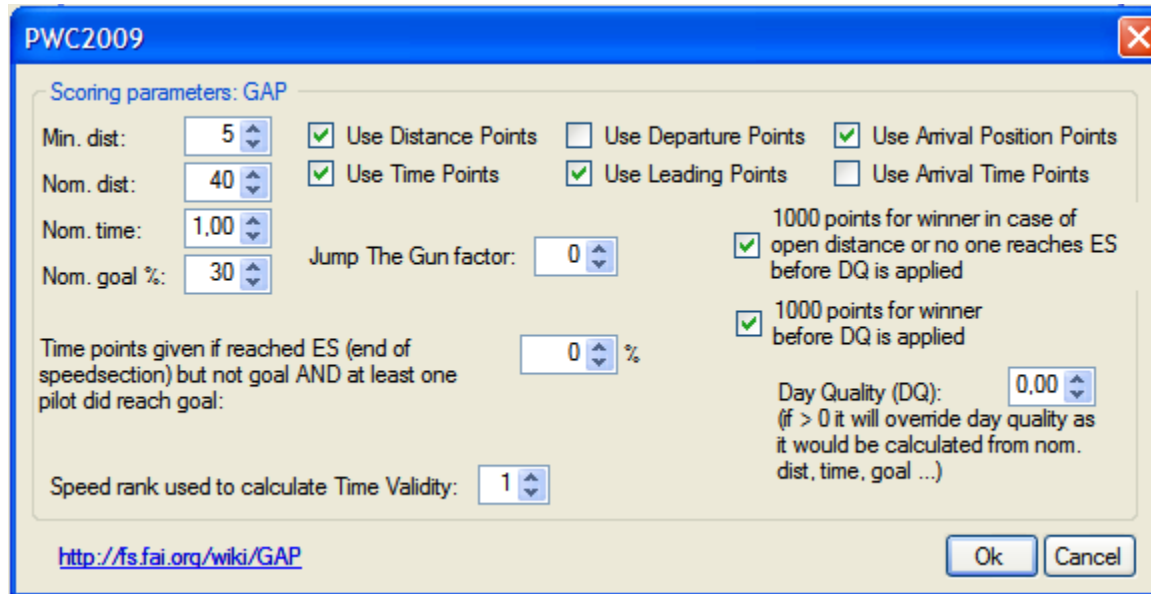 PWC2009
Scoring parameters: GAP
Min. dist: 5
Use Distance Points
Use Departure Points
Use Arrival Position Points
Nom. dist: 40
Use Time Points
Use Leading Points
Use Arrival Time Points
Nom. time: 1,00
Nom. goal %: 30
Jump The Gun factor: 0
1000 points for winner in case of
open distance or no one reaches ES
before DQ is applied
1000 points for winner
before DQ is applied
Time points given if reached ES (end of
speedsection) but not goal AND at least one
pilot did reach goal:
0 %
Day Quality (DQ): 0,00
(if > 0 it will override day quality as
it would be calculated from nom.
dist, time, goal ...)
Speed rank used to calculate Time Validity: 1
http://fs.fai.org/wiki/GAP
Ok
Cancel